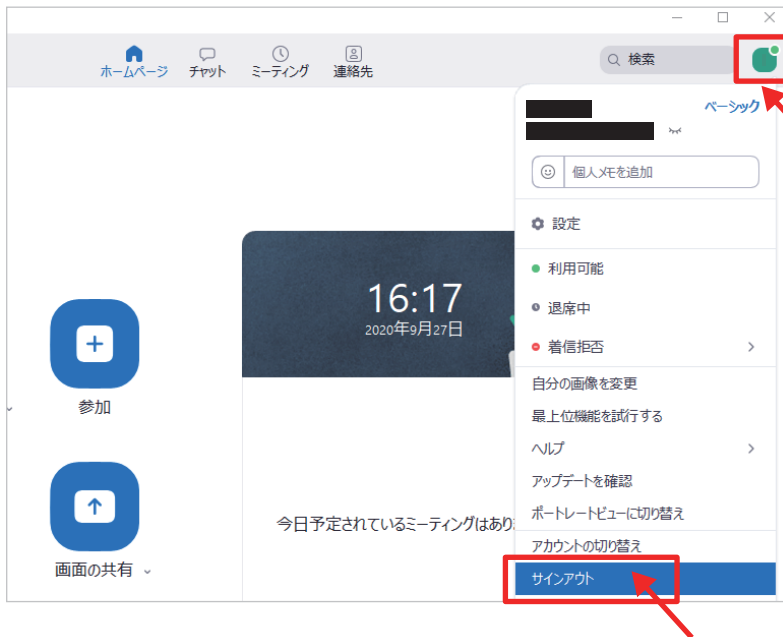 ホームページ
チャット
ミーティング
連絡先
検索
ベーシック
個人メモを追加
設定
利用可能
退席中
着信拒否
自分の画像を変更
最上位機能を試行する
ヘルプ
アップデートを確認
ポートレートビューに切り替え
アカウントの切り替え
サインアウト
16:17
2020年9月27日
参加
画面の共有
今日予定されているミーティングはあり